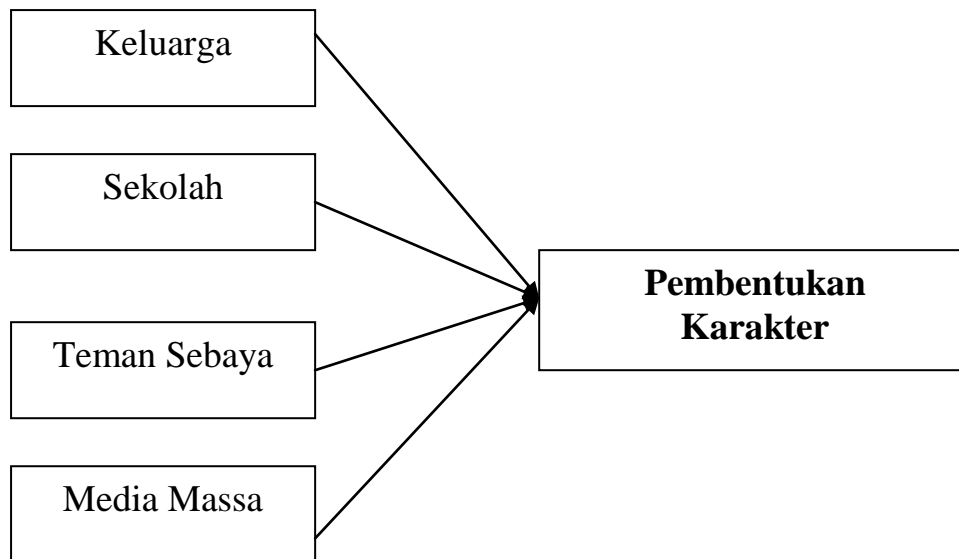 Keluarga
Sekolah
Teman Sebaya
Media Massa
Pembentukan
Karakter